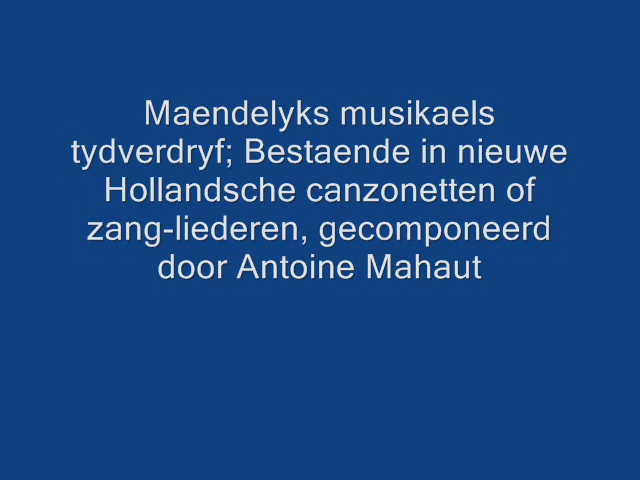 Maendelyks musikaels
tydverdryf; Bestaende in nieuwe
Hollandsche canzonetten of
zang-liederen, gecomponeerd
door Antoine Mahaut